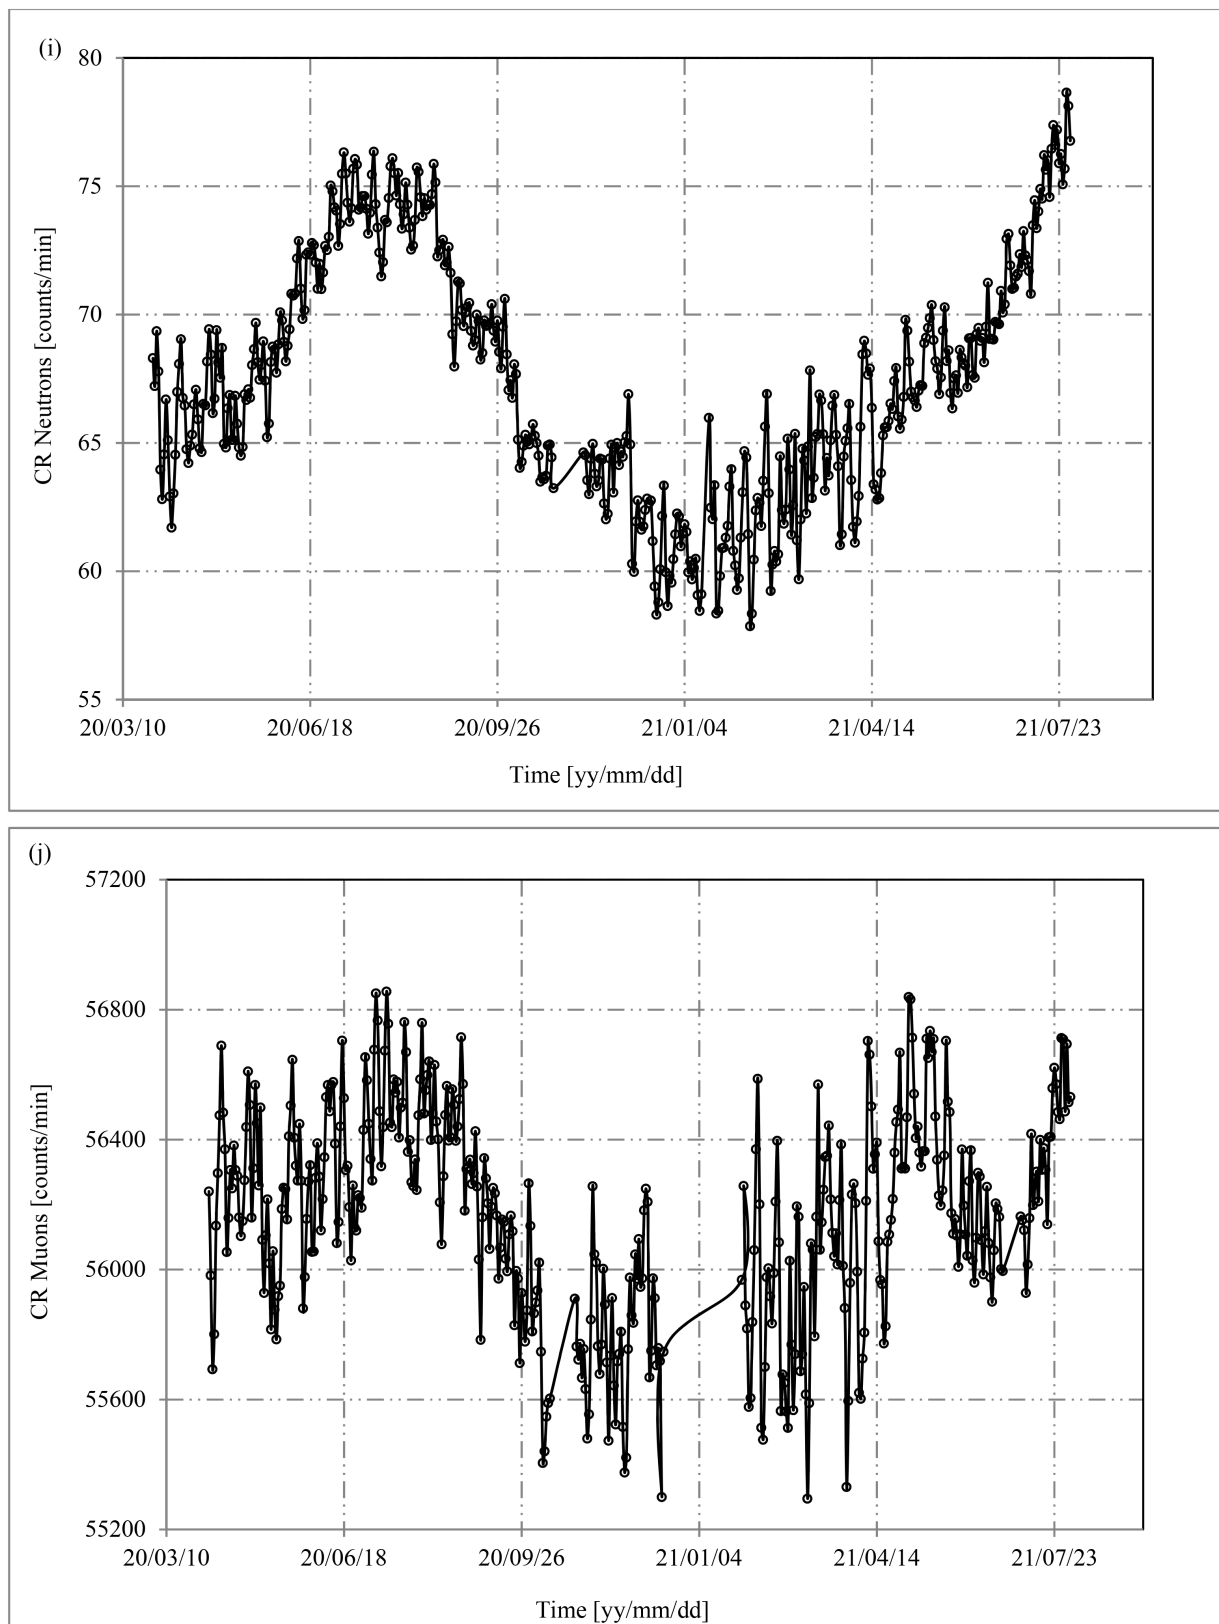 (i)
80
75
70
65
60
55
CR Neutrons [counts/min]
20/03/10 20/06/18 20/09/26 21/01/04 21/04/14 21/07/23
Time [yy/mm/dd]
(j)
57200
56800
56400
56000
55600
55200
CR Muons [counts/min]
20/03/10 20/06/18 20/09/26 21/01/04 21/04/14 21/07/23
Time [yy/mm/dd]